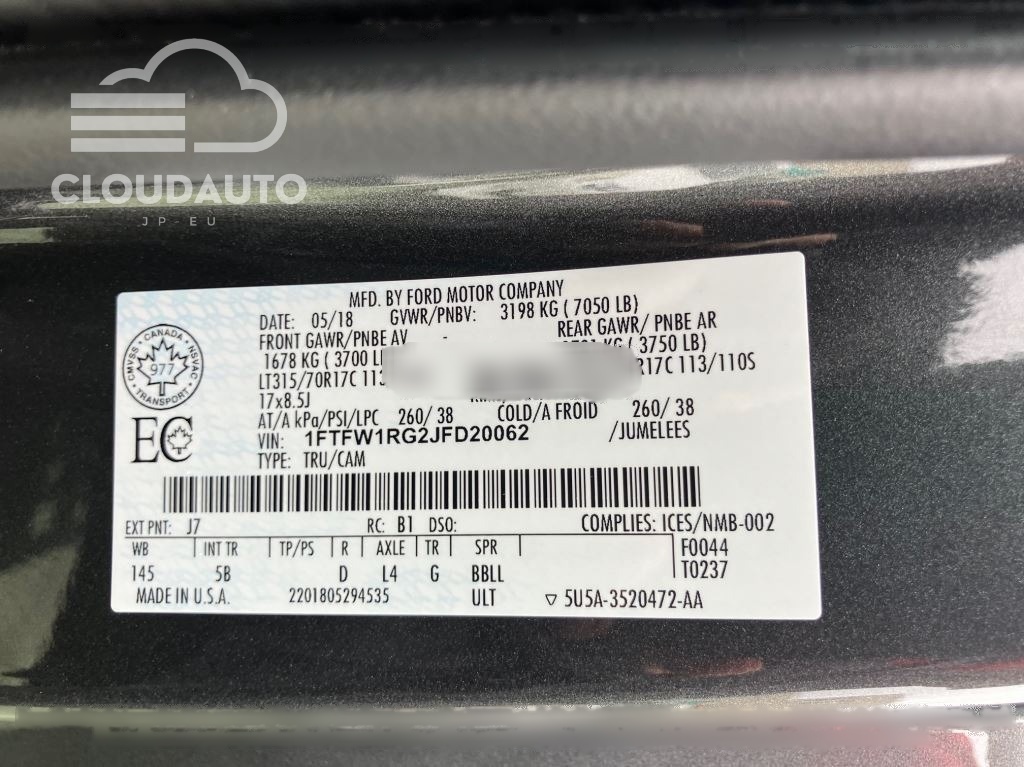 CLOUDAUTO
JP-EU
MFD. BY FORD MOTOR COMPANY
DATE: 05/18 GVWR/PNBV: 3198 KG ( 7050 LB)
FRONT GAWR/PNBE AV REAR GAWR/ PNBE AR
1678 KG ( 3700 KG ( 3750 LB)
LT315/70R17C R17C 113/110S
17x8.5J
AT/A kPa/PSI/LPC 260/ 38 COLD/A FROID 260/ 38
VIN: 1FTFW1RG2JFD20062 /JUMELEES
TYPE: TRU/CAM
CANADA
CMVSS 977 NSVAC
TRANSPORT
EC
EXT PNT: J7 RC: B1 DSO: COMPLIES: ICES/NMB-002
WB INT TR TP/PS R AXLE TR SPR F0044
145 5B D L4 G BBLL T0237
MADE IN U.S.A. 2201805294535 ULT ▽ 5U5A-3520472-AA